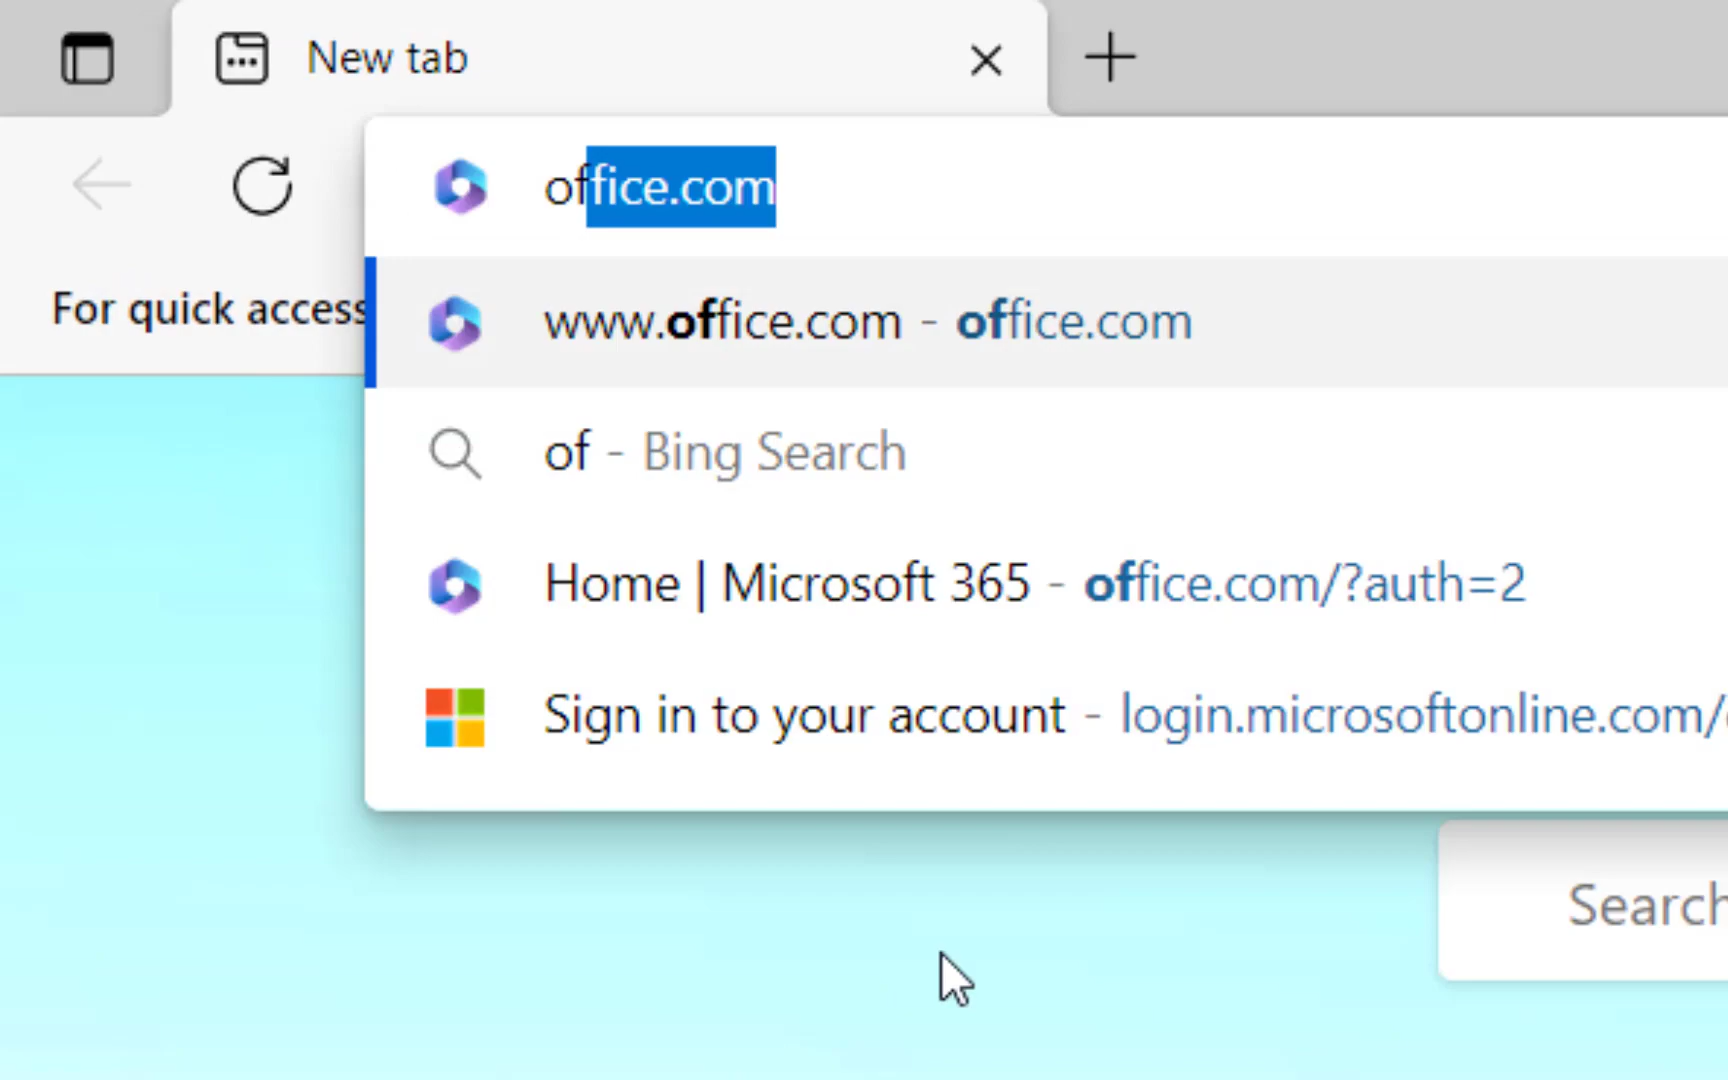 New tab
office.com
For quick access
www.office.com - office.com
of - Bing Search
Home | Microsoft 365 - office.com/?auth=2
Sign in to your account - login.microsoftonline.com/
Search